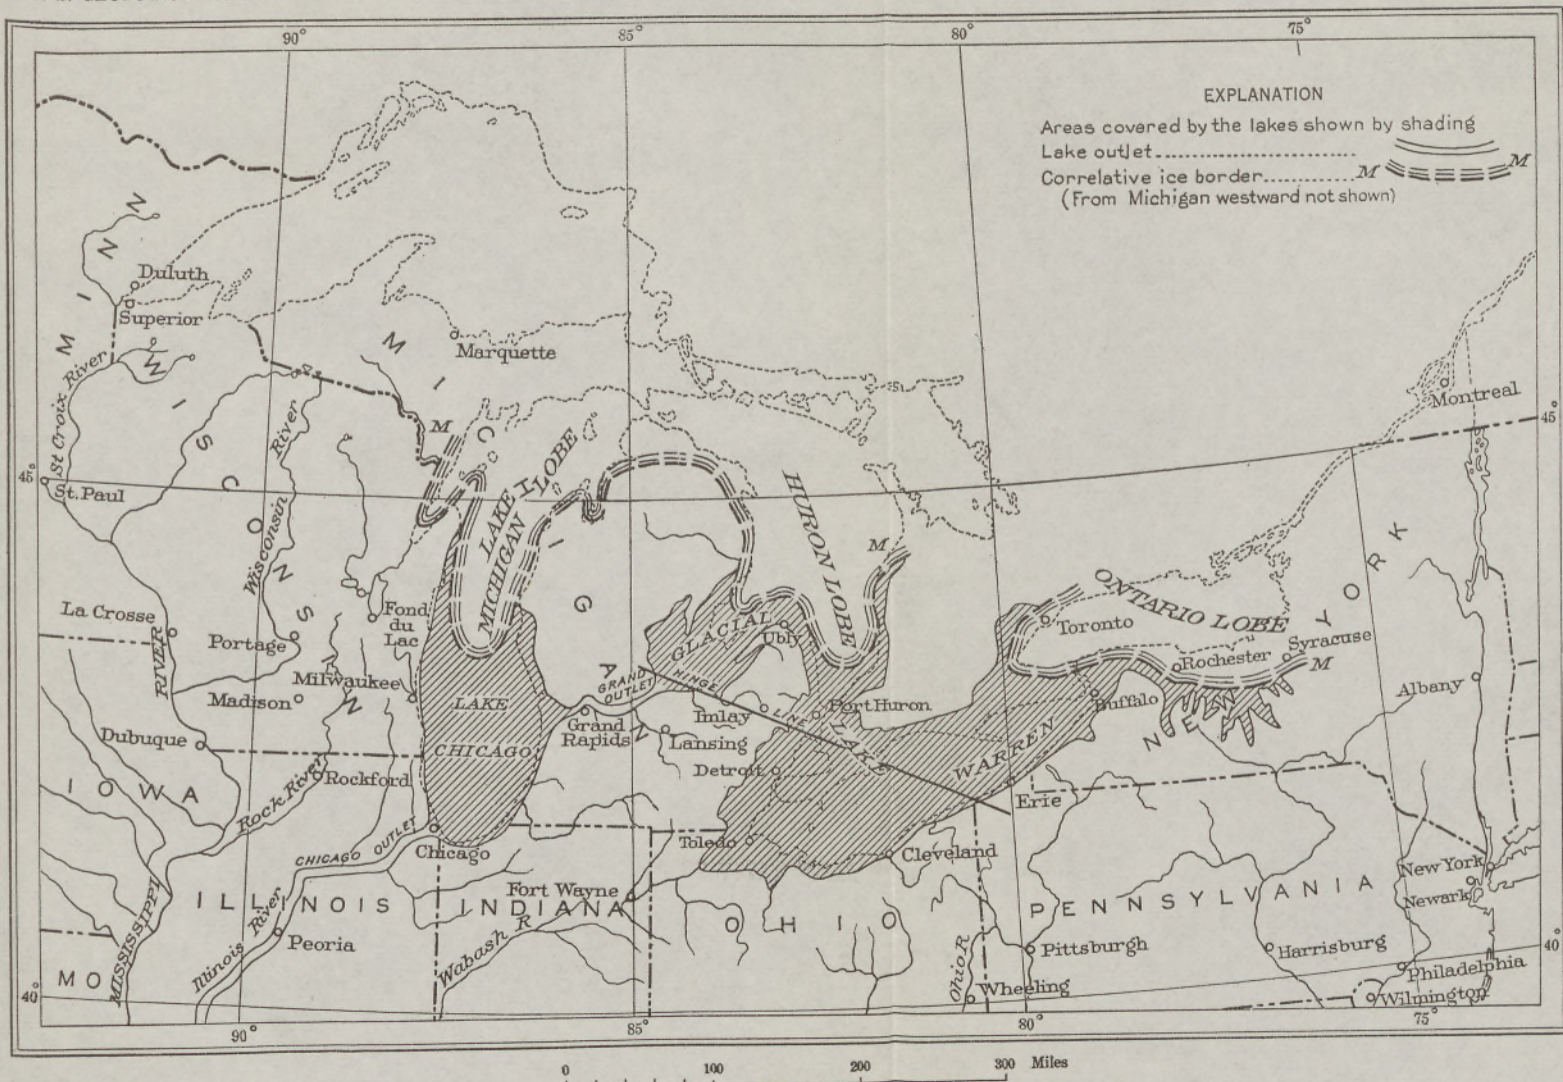 90°
85°
80°
75°
EXPLANATION
Areas covered by the lakes shown by shading
Lake outlet
Correlative ice border
M
M
(From Michigan westward not shown)
MINN
Duluth
Superior
St Croix River
WISCONSIN
MICHIGAN
Marquette
River
Wisconsin
M
Montreal
45°
45°
St. Paul
LAKE
MICHIGAN
LOBE
HURON LOBE
M
ONTARIO LOBE
NEW YORK
La Crosse
RIVER
Fond
du
Lac
Portage
Milwaukee
Madison
GLACIAL
Ubly
Toronto
Rochester
Syracuse
M
Albany
Buffalo
LAKE
CHICAGO
GRAND
OUTLET
HINGE
LINE
Grand
Rapids
Imlay
Lansing
Port Huron
LAKE
WARREN
Detroit
Dubuque
Rockford
IOWA
Rock River
Erie
CHICAGO OUTLET
Chicago
Toledo
Cleveland
New York
Newark
ILLINOIS
INDIANA
Fort Wayne
OHIO
PENNSYLVANIA
Peoria
Illinois River
MISSISSIPPI
Wabash R
Ohio R
Pittsburgh
Harrisburg
Wheeling
Philadelphia
Wilmington
MO
40°
40°
90°
85°
80°
75°
0 100 200 300 Miles